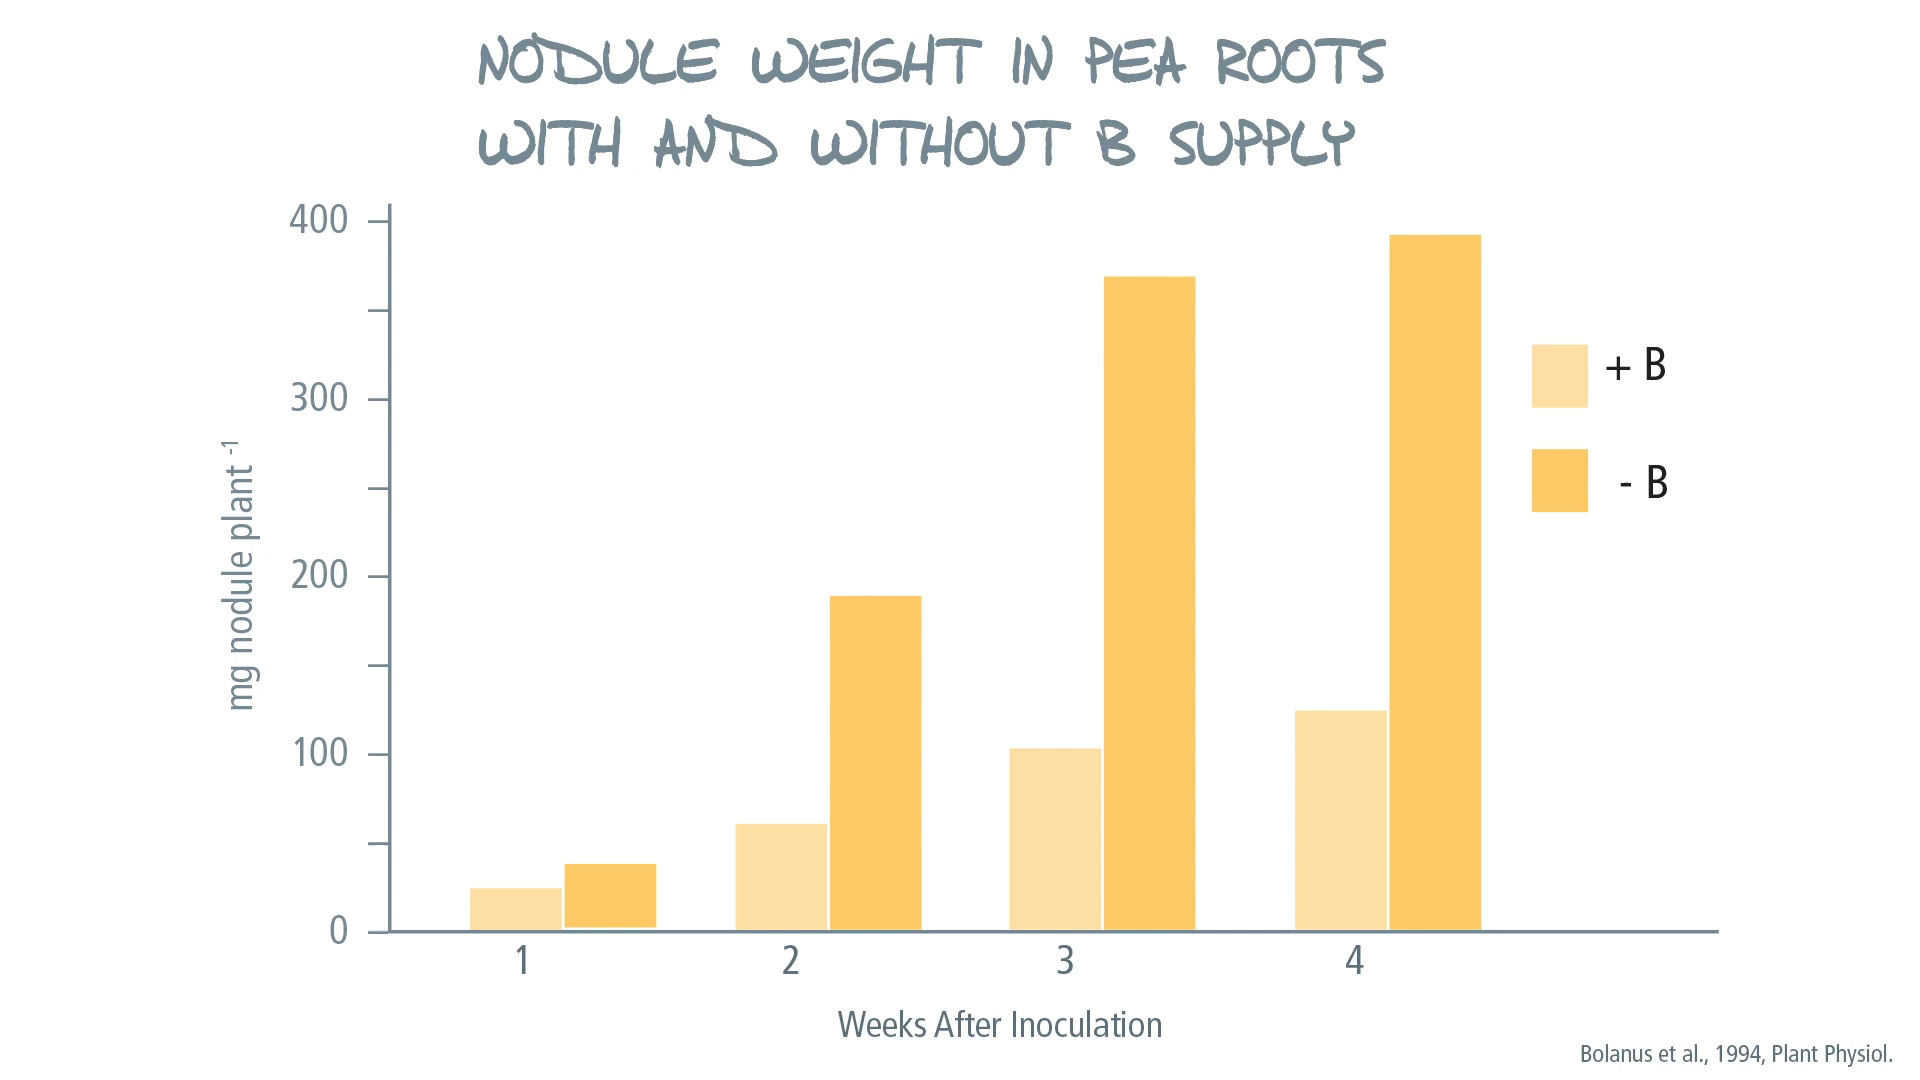 NODULE WEIGHT IN PEA ROOTS
WITH AND WITHOUT B SUPPLY
400
300
200
100
0
mg nodule plant -1
+ B
- B
1 2 3 4
Weeks After Inoculation
Bolanus et al., 1994, Plant Physiol.